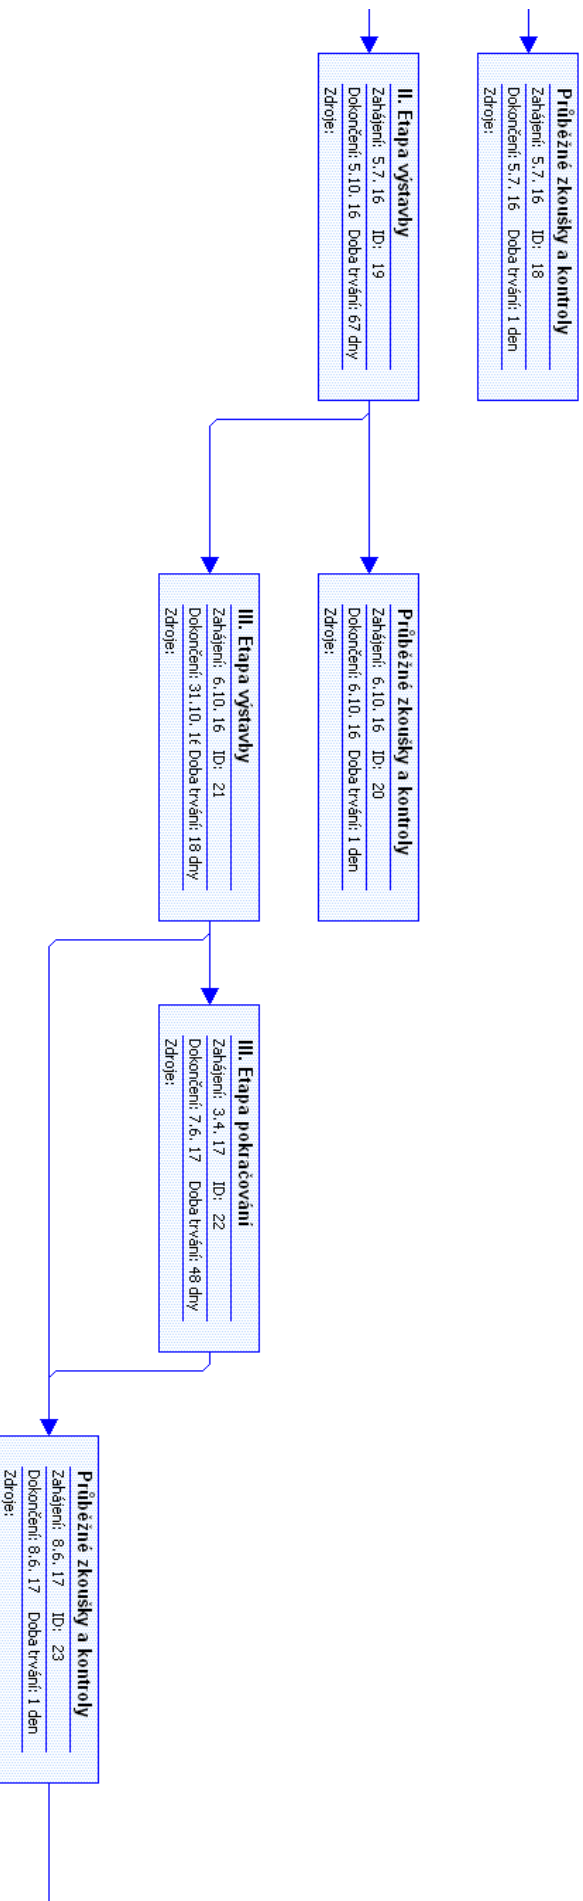 Průběžné zkoušky a kontroly
Zahájení: 5.7. 16 ID: 18
Dokončení: 5.7. 16 Doba trvání: 1 den
Zdroje:
II. Etapa výstavby
Zahájení: 5.7. 16 ID: 19
Dokončení: 5.10. 16 Doba trvání: 67 dny
Zdroje:
Průběžné zkoušky a kontroly
Zahájení: 6.10. 16 ID: 20
Dokončení: 6.10. 16 Doba trvání: 1 den
Zdroje:
III. Etapa výstavby
Zahájení: 6.10. 16 ID: 21
Dokončení: 31.10. 16 Doba trvání: 18 dny
Zdroje:
III. Etapa pokračování
Zahájení: 3.4. 17 ID: 22
Dokončení: 7.6. 17 Doba trvání: 48 dny
Zdroje:
Průběžné zkoušky a kontroly
Zahájení: 8.6. 17 ID: 23
Dokončení: 8.6. 17 Doba trvání: 1 den
Zdroje: